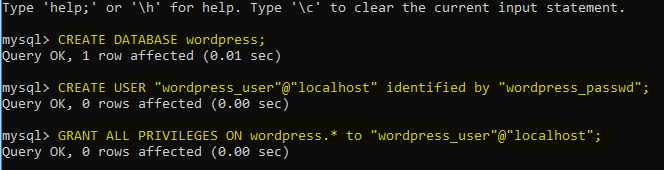 Type 'help;' or '\h' for help. Type '\c' to clear the current input statement.
mysql> CREATE DATABASE wordpress;
Query OK, 1 row affected (0.01 sec)
mysql> CREATE USER "wordpress_user"@"localhost" identified by "wordpress_passwd";
Query OK, 0 rows affected (0.00 sec)
mysql> GRANT ALL PRIVILEGES ON wordpress.* to "wordpress_user"@"localhost";
Query OK, 0 rows affected (0.00 sec)